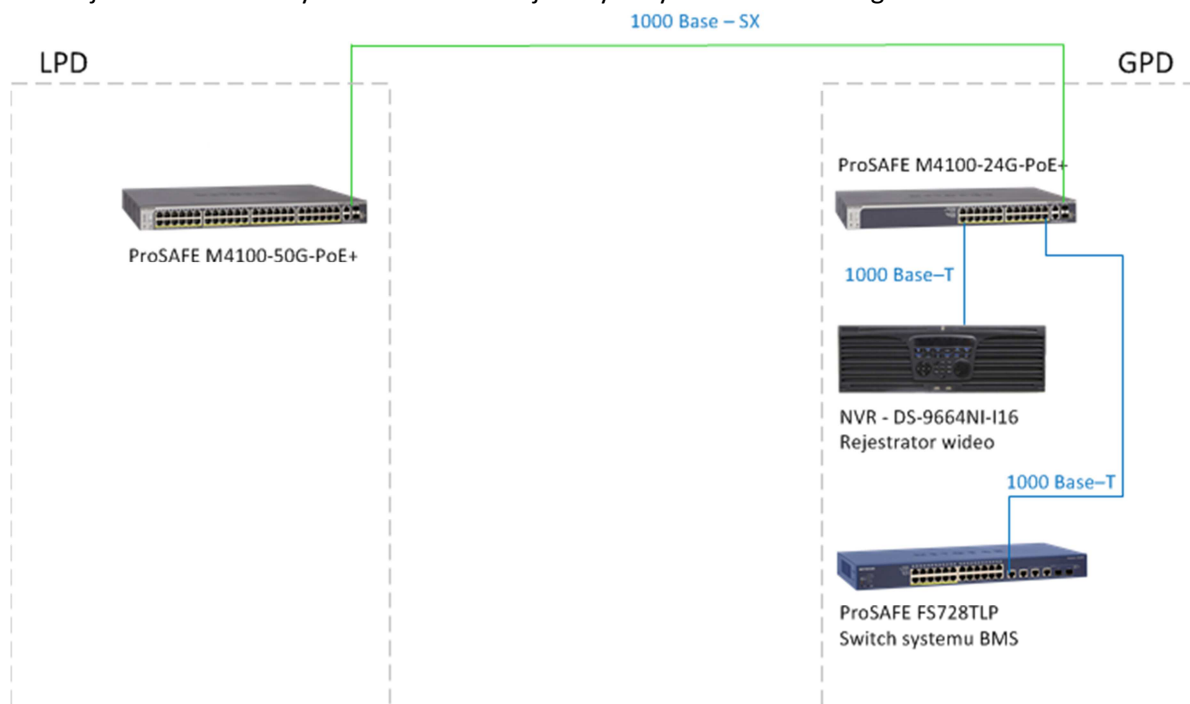 1000 Base – SX
LPD
GPD
ProSAFE M4100-24G-PoE+
ProSAFE M4100-50G-PoE+
1000 Base–T
NVR - DS-9664NI-I16
Rejestrator wideo
1000 Base–T
ProSAFE FS728TLP
Switch systemu BMS